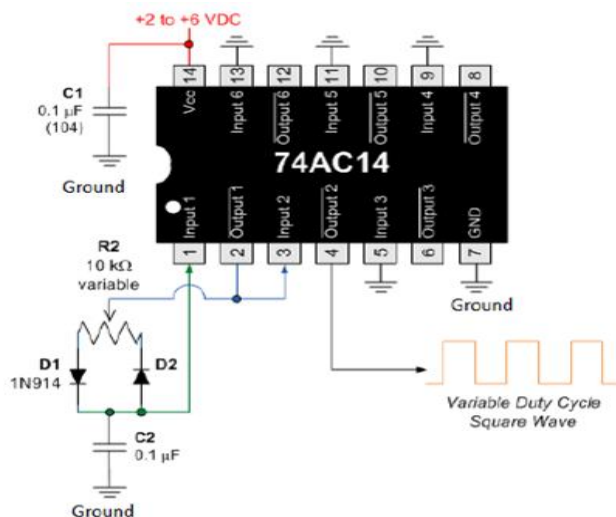 +2 to +6 VDC
C1
0.1 µF
(104)
Ground
14 13 12 11 10 9 8
Vcc Input 6 Output 6 Input 5 Output 5 Input 4 Output 4
74AC14
Input 1 Output 1 Input 2 Output 2 Input 3 Output 3 GND
1 2 3 4 5 6 7
R2
10 kΩ
variable
Ground
D1
1N914
D2
C2
0.1 µF
Ground
Variable Duty Cycle
Square Wave